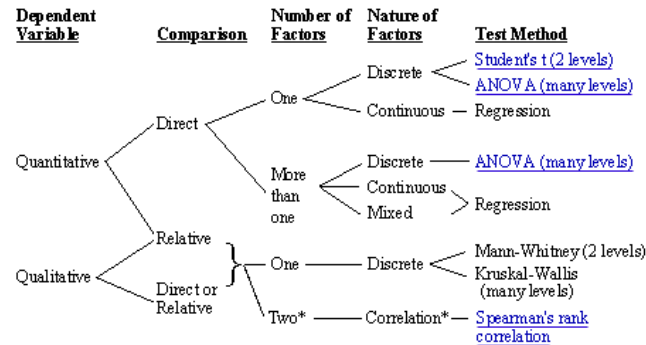 Dependent Variable
Comparison
Number of Factors
Nature of Factors
Test Method
Quantitative
Direct
One
Discrete
Student's t (2 levels)
ANOVA (many levels)
Continuous
Regression
More than one
Discrete
ANOVA (many levels)
Continuous
Mixed
Regression
Relative
Qualitative
Direct or Relative
One
Discrete
Mann-Whitney (2 levels)
Kruskal-Wallis (many levels)
Two*
Correlation*
Spearman's rank correlation